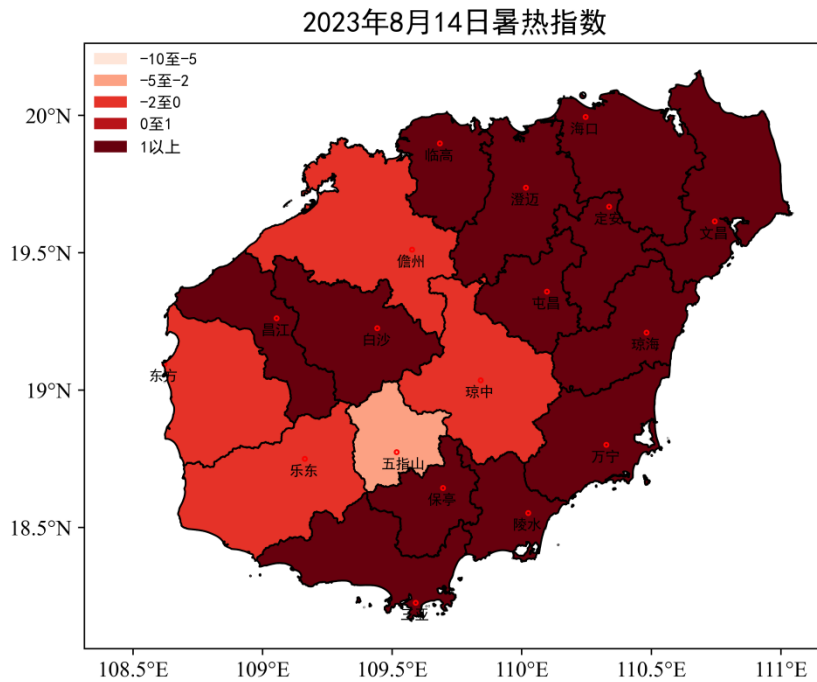 2023年8月14日暑热指数
-10至-5
-5至-2
-2至0
0至1
1以上
20°N
19.5°N
19°N
18.5°N
海口
临高
澄迈
定安
文昌
儋州
屯昌
昌江
白沙
琼海
东方
琼中
五指山
乐东
万宁
保亭
陵水
三亚
108.5°E
109°E
109.5°E
110°E
110.5°E
111°E